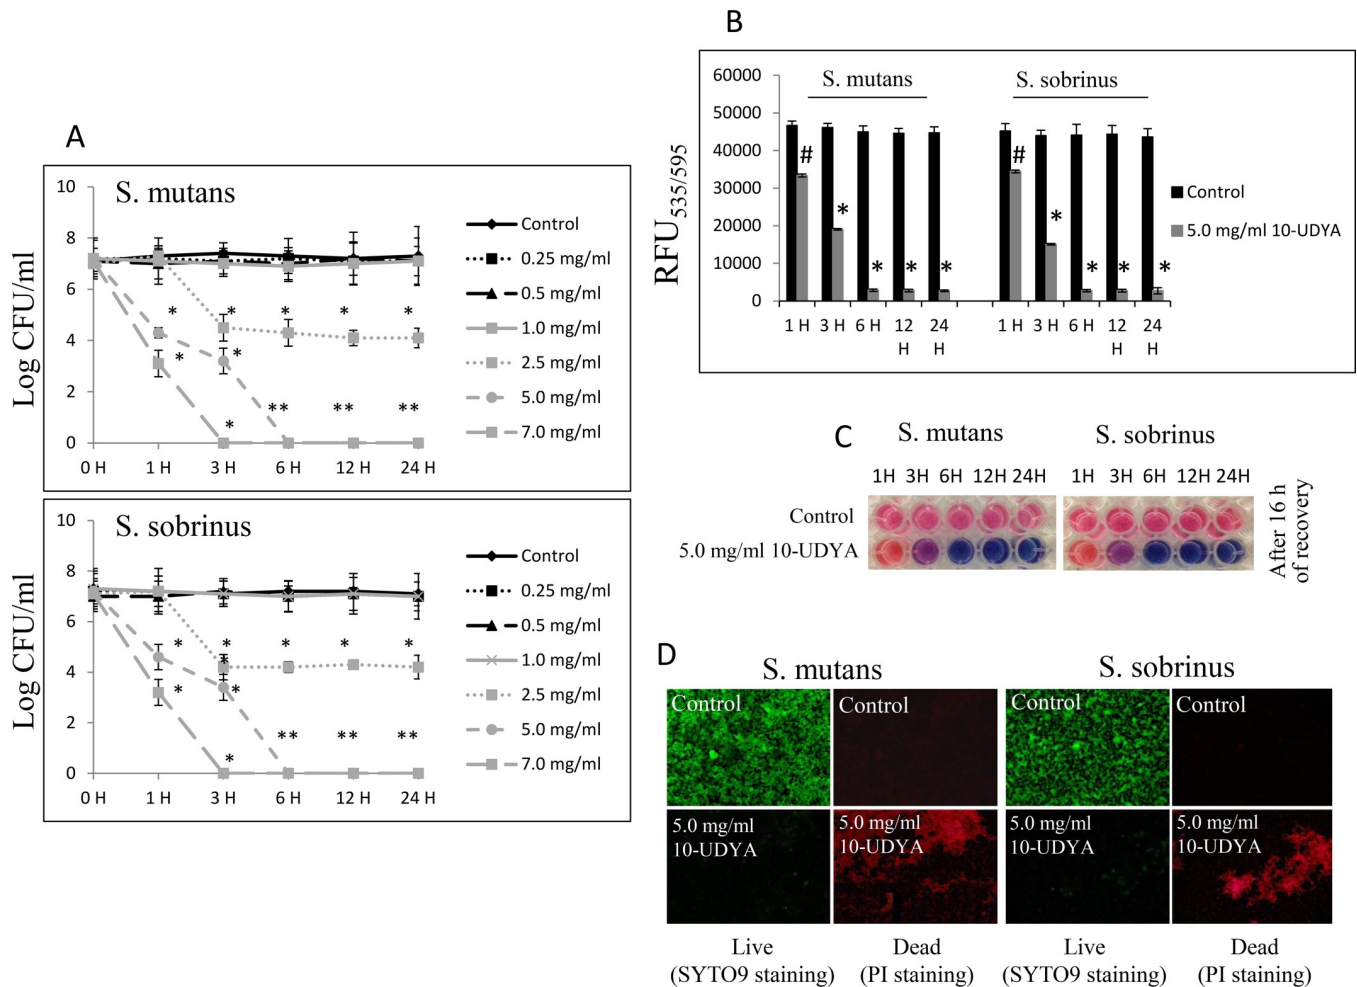 A
S. mutans
Log CFU/ml
10
8
6
4
2
0
0 H 1 H 3 H 6 H 12 H 24 H
* * * * *
* *
** ** **
*
Control
0.25 mg/ml
0.5 mg/ml
1.0 mg/ml
2.5 mg/ml
5.0 mg/ml
7.0 mg/ml
S. sobrinus
Log CFU/ml
10
8
6
4
2
0
0 H 1 H 3 H 6 H 12 H 24 H
* * * * *
* *
** ** **
*
Control
0.25 mg/ml
0.5 mg/ml
1.0 mg/ml
2.5 mg/ml
5.0 mg/ml
7.0 mg/ml
B
S. mutans S. sobrinus
RFU535/595
60000
50000
40000
30000
20000
10000
0
# * * * * # * * * *
1 H 3 H 6 H 12 H 24 H 1 H 3 H 6 H 12 H 24 H
Control
5.0 mg/ml 10-UDYA
C
S. mutans S. sobrinus
1H 3H 6H 12H 24H 1H 3H 6H 12H 24H
Control
5.0 mg/ml 10-UDYA
After 16 h
of recovery
D
S. mutans S. sobrinus
Control Control Control Control
5.0 mg/ml 5.0 mg/ml 5.0 mg/ml 5.0 mg/ml
10-UDYA 10-UDYA 10-UDYA 10-UDYA
Live Dead Live Dead
(SYTO9 staining) (PI staining) (SYTO9 staining) (PI staining)